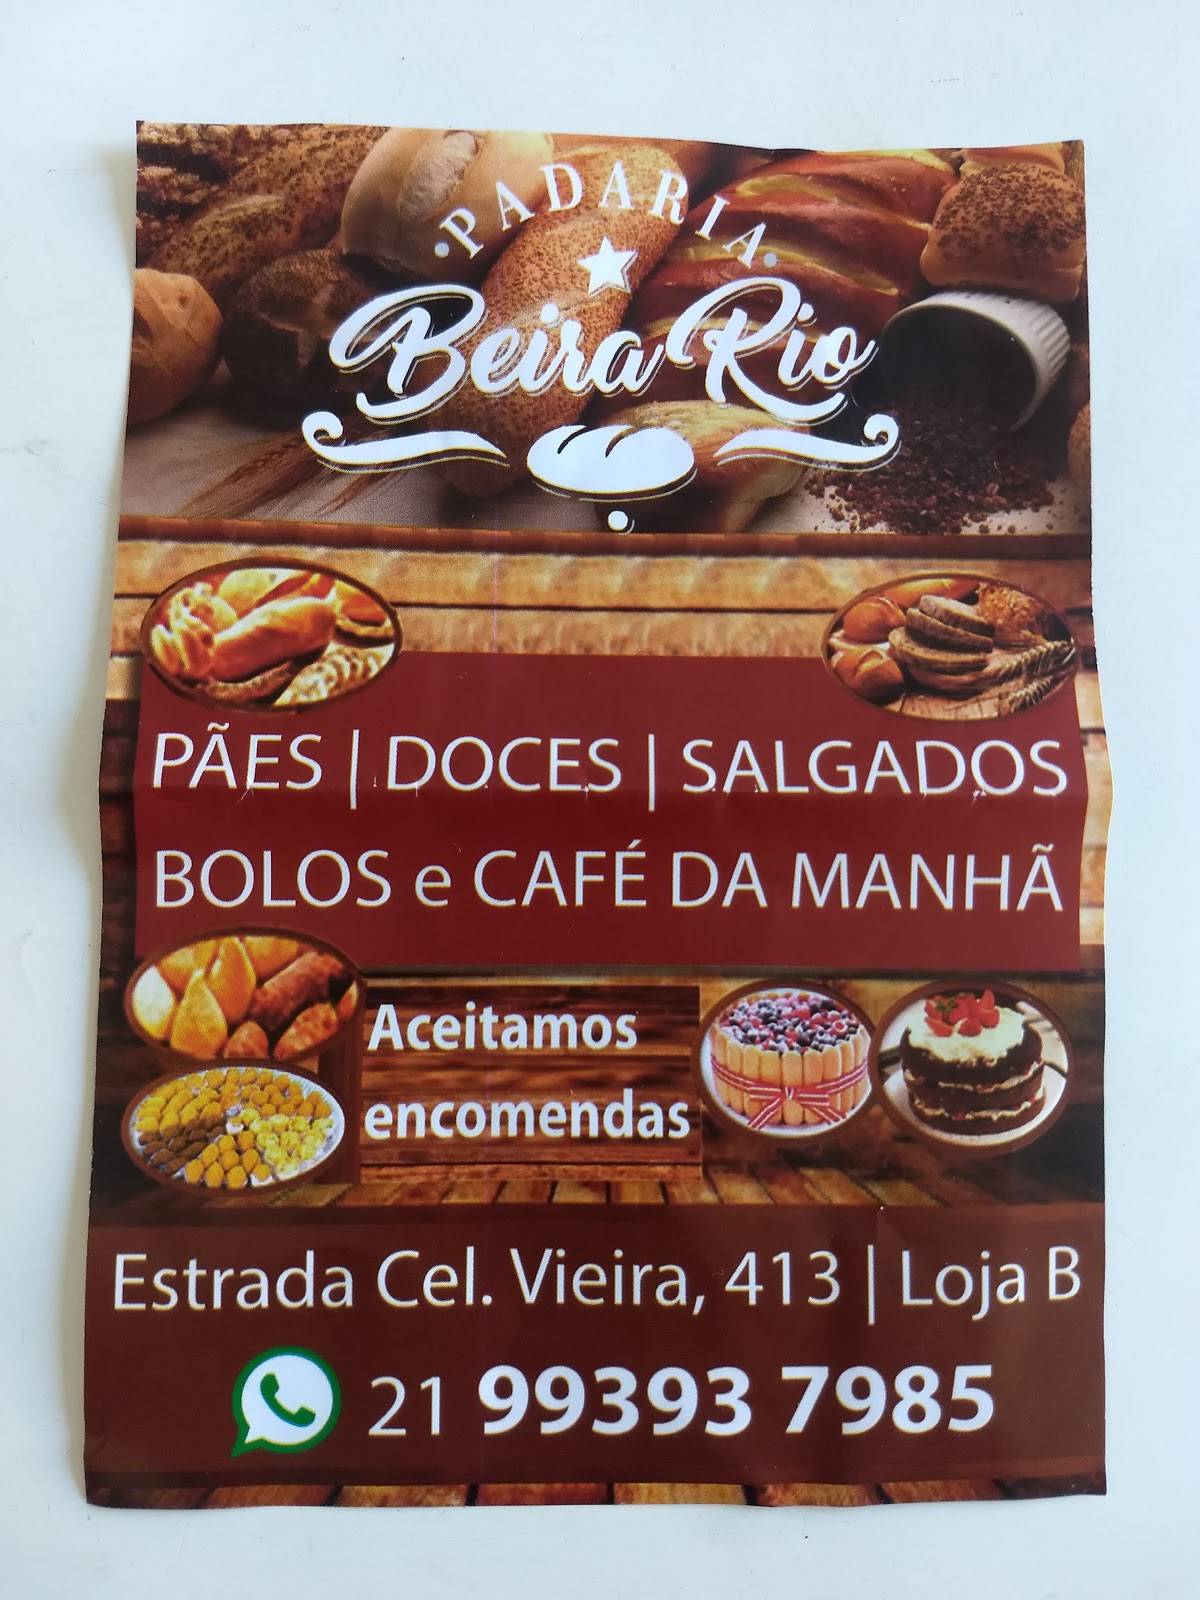 PADARIA
Beira Rio
PÃES | DOCES | SALGADOS
BOLOS e CAFÉ DA MANHÃ
Aceitamos
encomendas
Estrada Cel. Vieira, 413 | Loja B
21 99393 7985